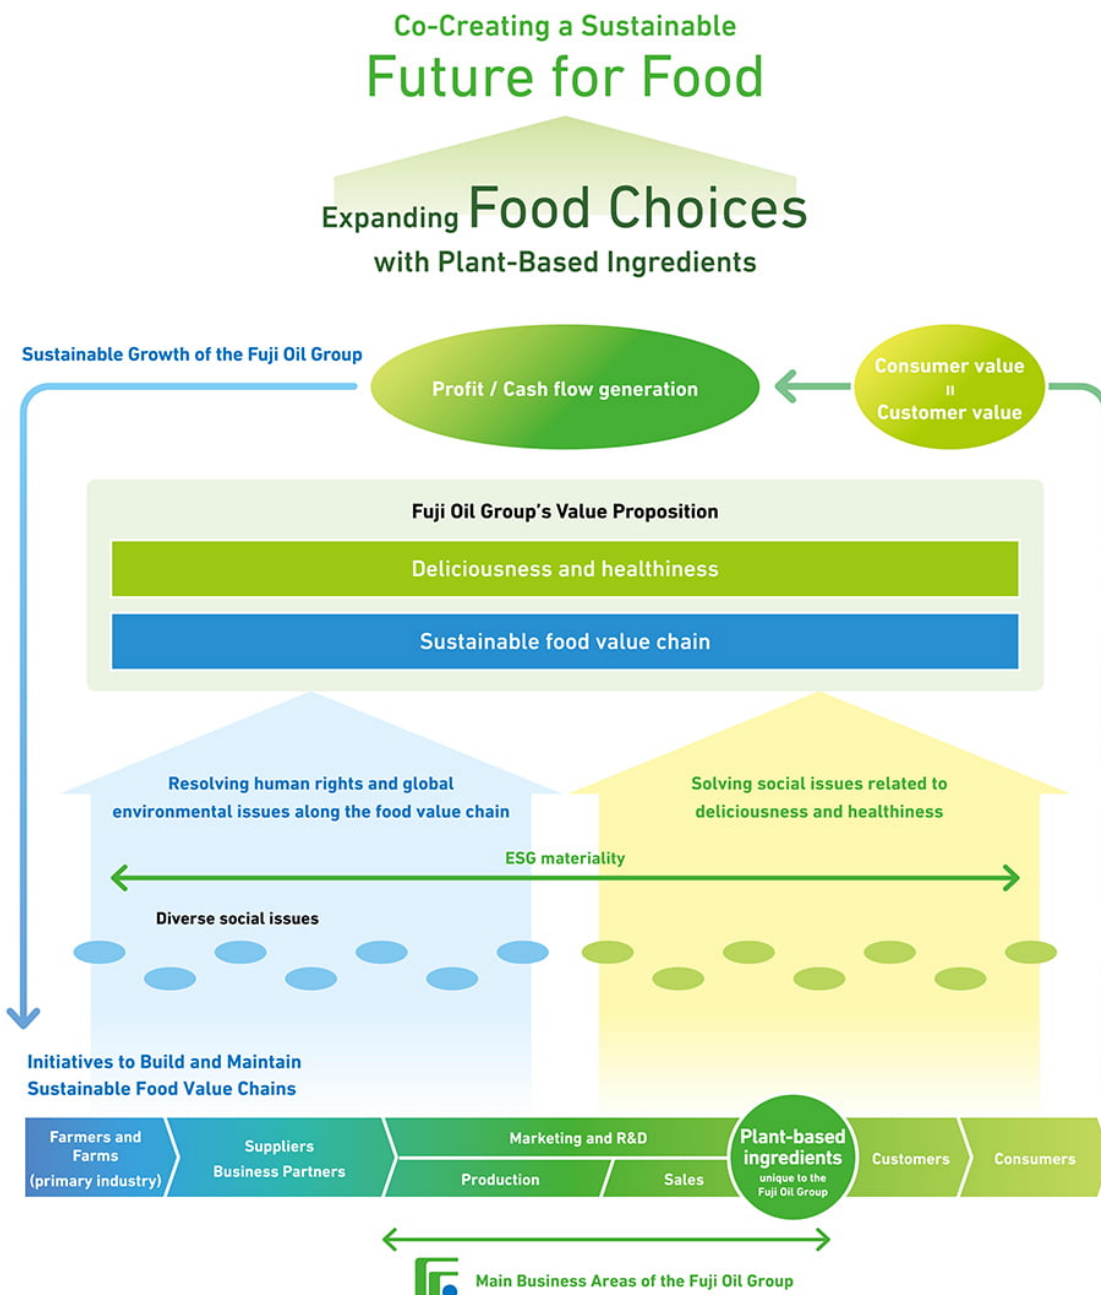 Co-Creating a Sustainable
Future for Food
Expanding Food Choices
with Plant-Based Ingredients
Sustainable Growth of the Fuji Oil Group
Profit / Cash flow generation
Consumer value
=
Customer value
Fuji Oil Group's Value Proposition
Deliciousness and healthiness
Sustainable food value chain
Resolving human rights and global
environmental issues along the food value chain
Solving social issues related to
deliciousness and healthiness
ESG materiality
Diverse social issues
Initiatives to Build and Maintain
Sustainable Food Value Chains
Farmers and
Farms
(primary industry)
Suppliers
Business Partners
Marketing and R&D
Production
Sales
Plant-based
ingredients
unique to the
Fuji Oil Group
Customers
Consumers
Main Business Areas of the Fuji Oil Group